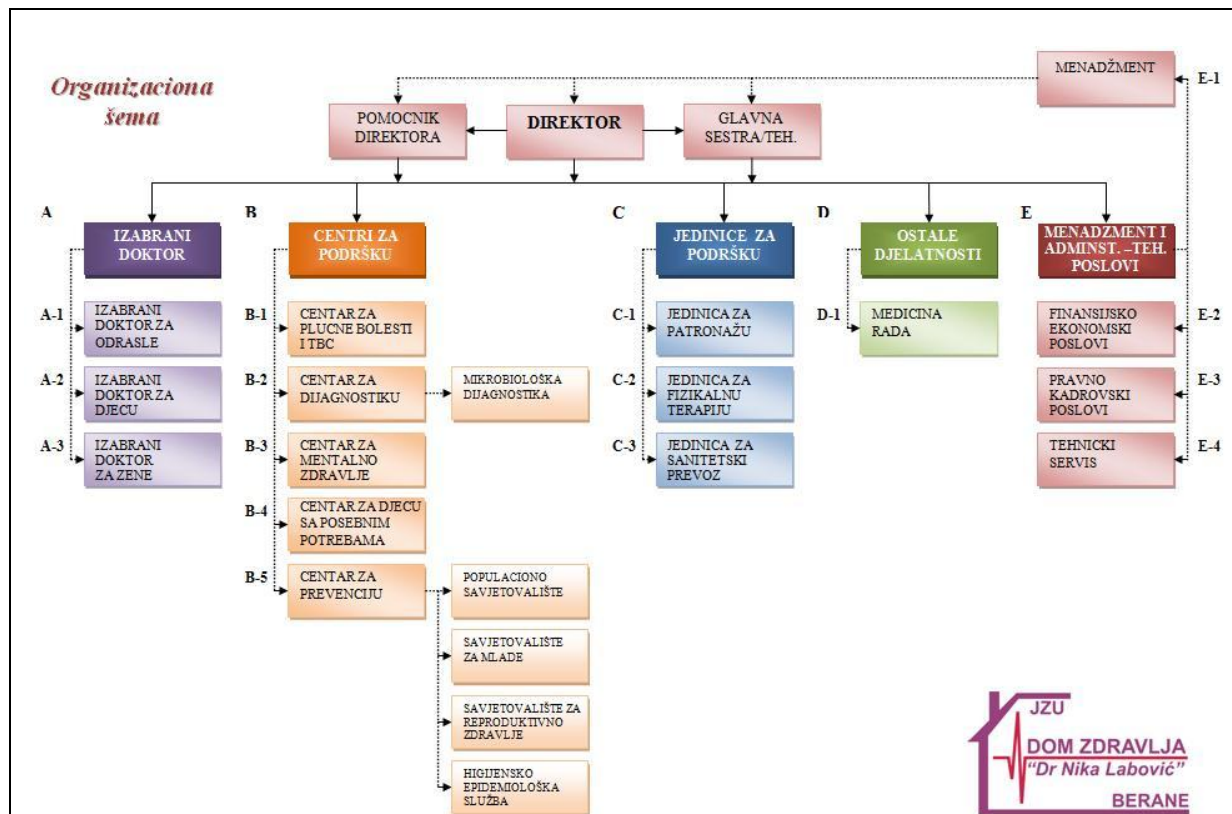 Organizaciona
šema
MENADŽMENT
E-1
POMOCNIK
DIREKTORA
DIREKTOR
GLAVNA
SESTRA/TEH.
A
IZABRANI
DOKTOR
B
CENTRI ZA
PODRŠKU
C
JEDINICE ZA
PODRŠKU
D
OSTALE
DJELATNOSTI
E
MENADZMENT I
ADMINST. –TEH.
POSLOVI
A-1
IZABRANI
DOKTOR ZA
ODRASLE
B-1
CENTAR ZA
PLUCNE BOLESTI
I TBC
C-1
JEDINICA ZA
PATRONAŽU
D-1
MEDICINA
RADA
FINANSIJSKO
EKONOMSKI
POSLOVI
E-2
A-2
IZABRANI
DOKTOR ZA
DJECU
B-2
CENTAR ZA
DIJAGNOSTIKU
MIKROBIOLOŠKA
DIJAGNOSTIKA
C-2
JEDINICA ZA
FIZIKALNU
TERAPIJU
PRAVNO
KADROVSKI
POSLOVI
E-3
A-3
IZABRANI
DOKTOR
ZA ZENE
B-3
CENTAR ZA
MENTALNO
ZDRAVLJE
C-3
JEDINICA ZA
SANITETSKI
PREVOZ
TEHNICKI
SERVIS
E-4
B-4
CENTAR ZA DJECU
SA POSEBNIM
POTREBAMA
B-5
CENTAR ZA
PREVENCIJU
POPULACIONO
SAVJETOVALIŠTE
SAVJETOVALIŠTE
ZA MLADE
SAVJETOVALIŠTE ZA
REPRODUKTIVNO
ZDRAVLJE
HIGIJENSKO
EPIDEMIOLOŠKA
SLUŽBA
JZU
DOM ZDRAVLJA
"Dr Nika Labović"
BERANE